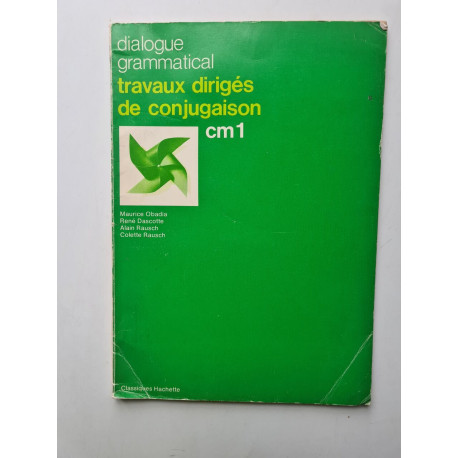 dialogue
grammatical
travaux dirigés
de conjugaison
cm1
Maurice Obadia
René Dascotte
Alain Rausch
Colette Rausch
Classiques Hachette